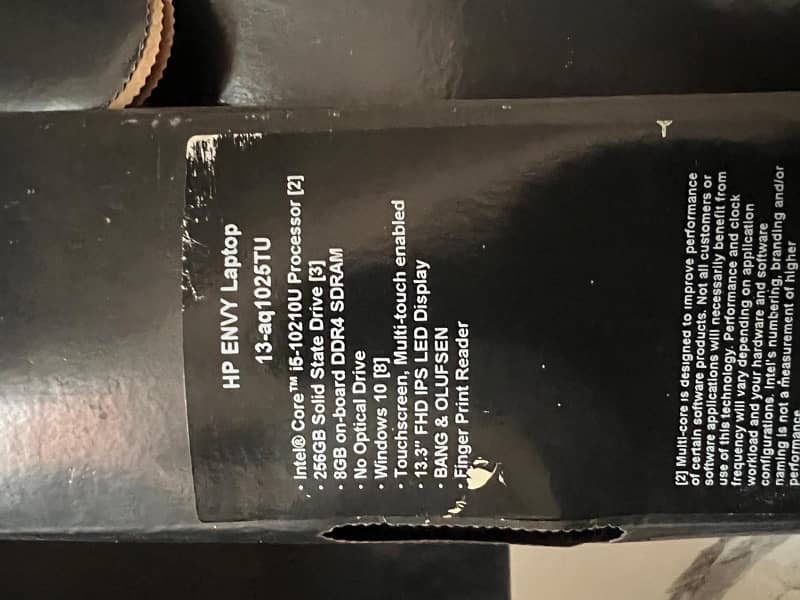 HP ENVY Laptop
13-aq1025TU
· Intel® Core™ i5-10210U Processor [2]
· 256GB Solid State Drive [3]
· 8GB on-board DDR4 SDRAM
· No Optical Drive
· Windows 10 [8]
· Touchscreen, Multi-touch enabled
· 13.3" FHD IPS LED Display
· BANG & OLUFSEN
· Finger Print Reader
[2] Multi-core is designed to improve performance
of certain software products. Not all customers or
software applications will necessarily benefit from
use of this technology. Performance and clock
frequency will vary depending on application
workload and your hardware and software
configurations. Intel's numbering, branding and/or
naming is not a measurement of higher
performance